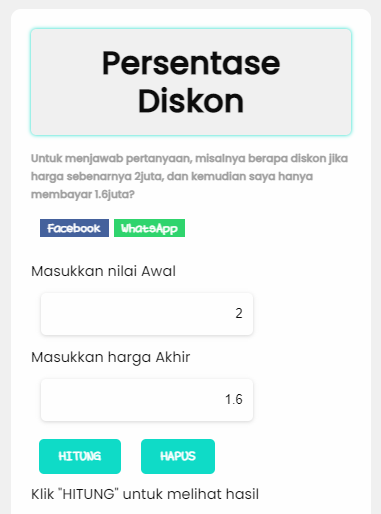 Persentase
Diskon
Untuk menjawab pertanyaan, misalnya berapa diskon jika
harga sebenarnya 2juta, dan kemudian saya hanya
membayar 1.6juta?
Facebook WhatsApp
Masukkan nilai Awal
2
Masukkan harga Akhir
1.6
HITUNG HAPUS
Klik "HITUNG" untuk melihat hasil